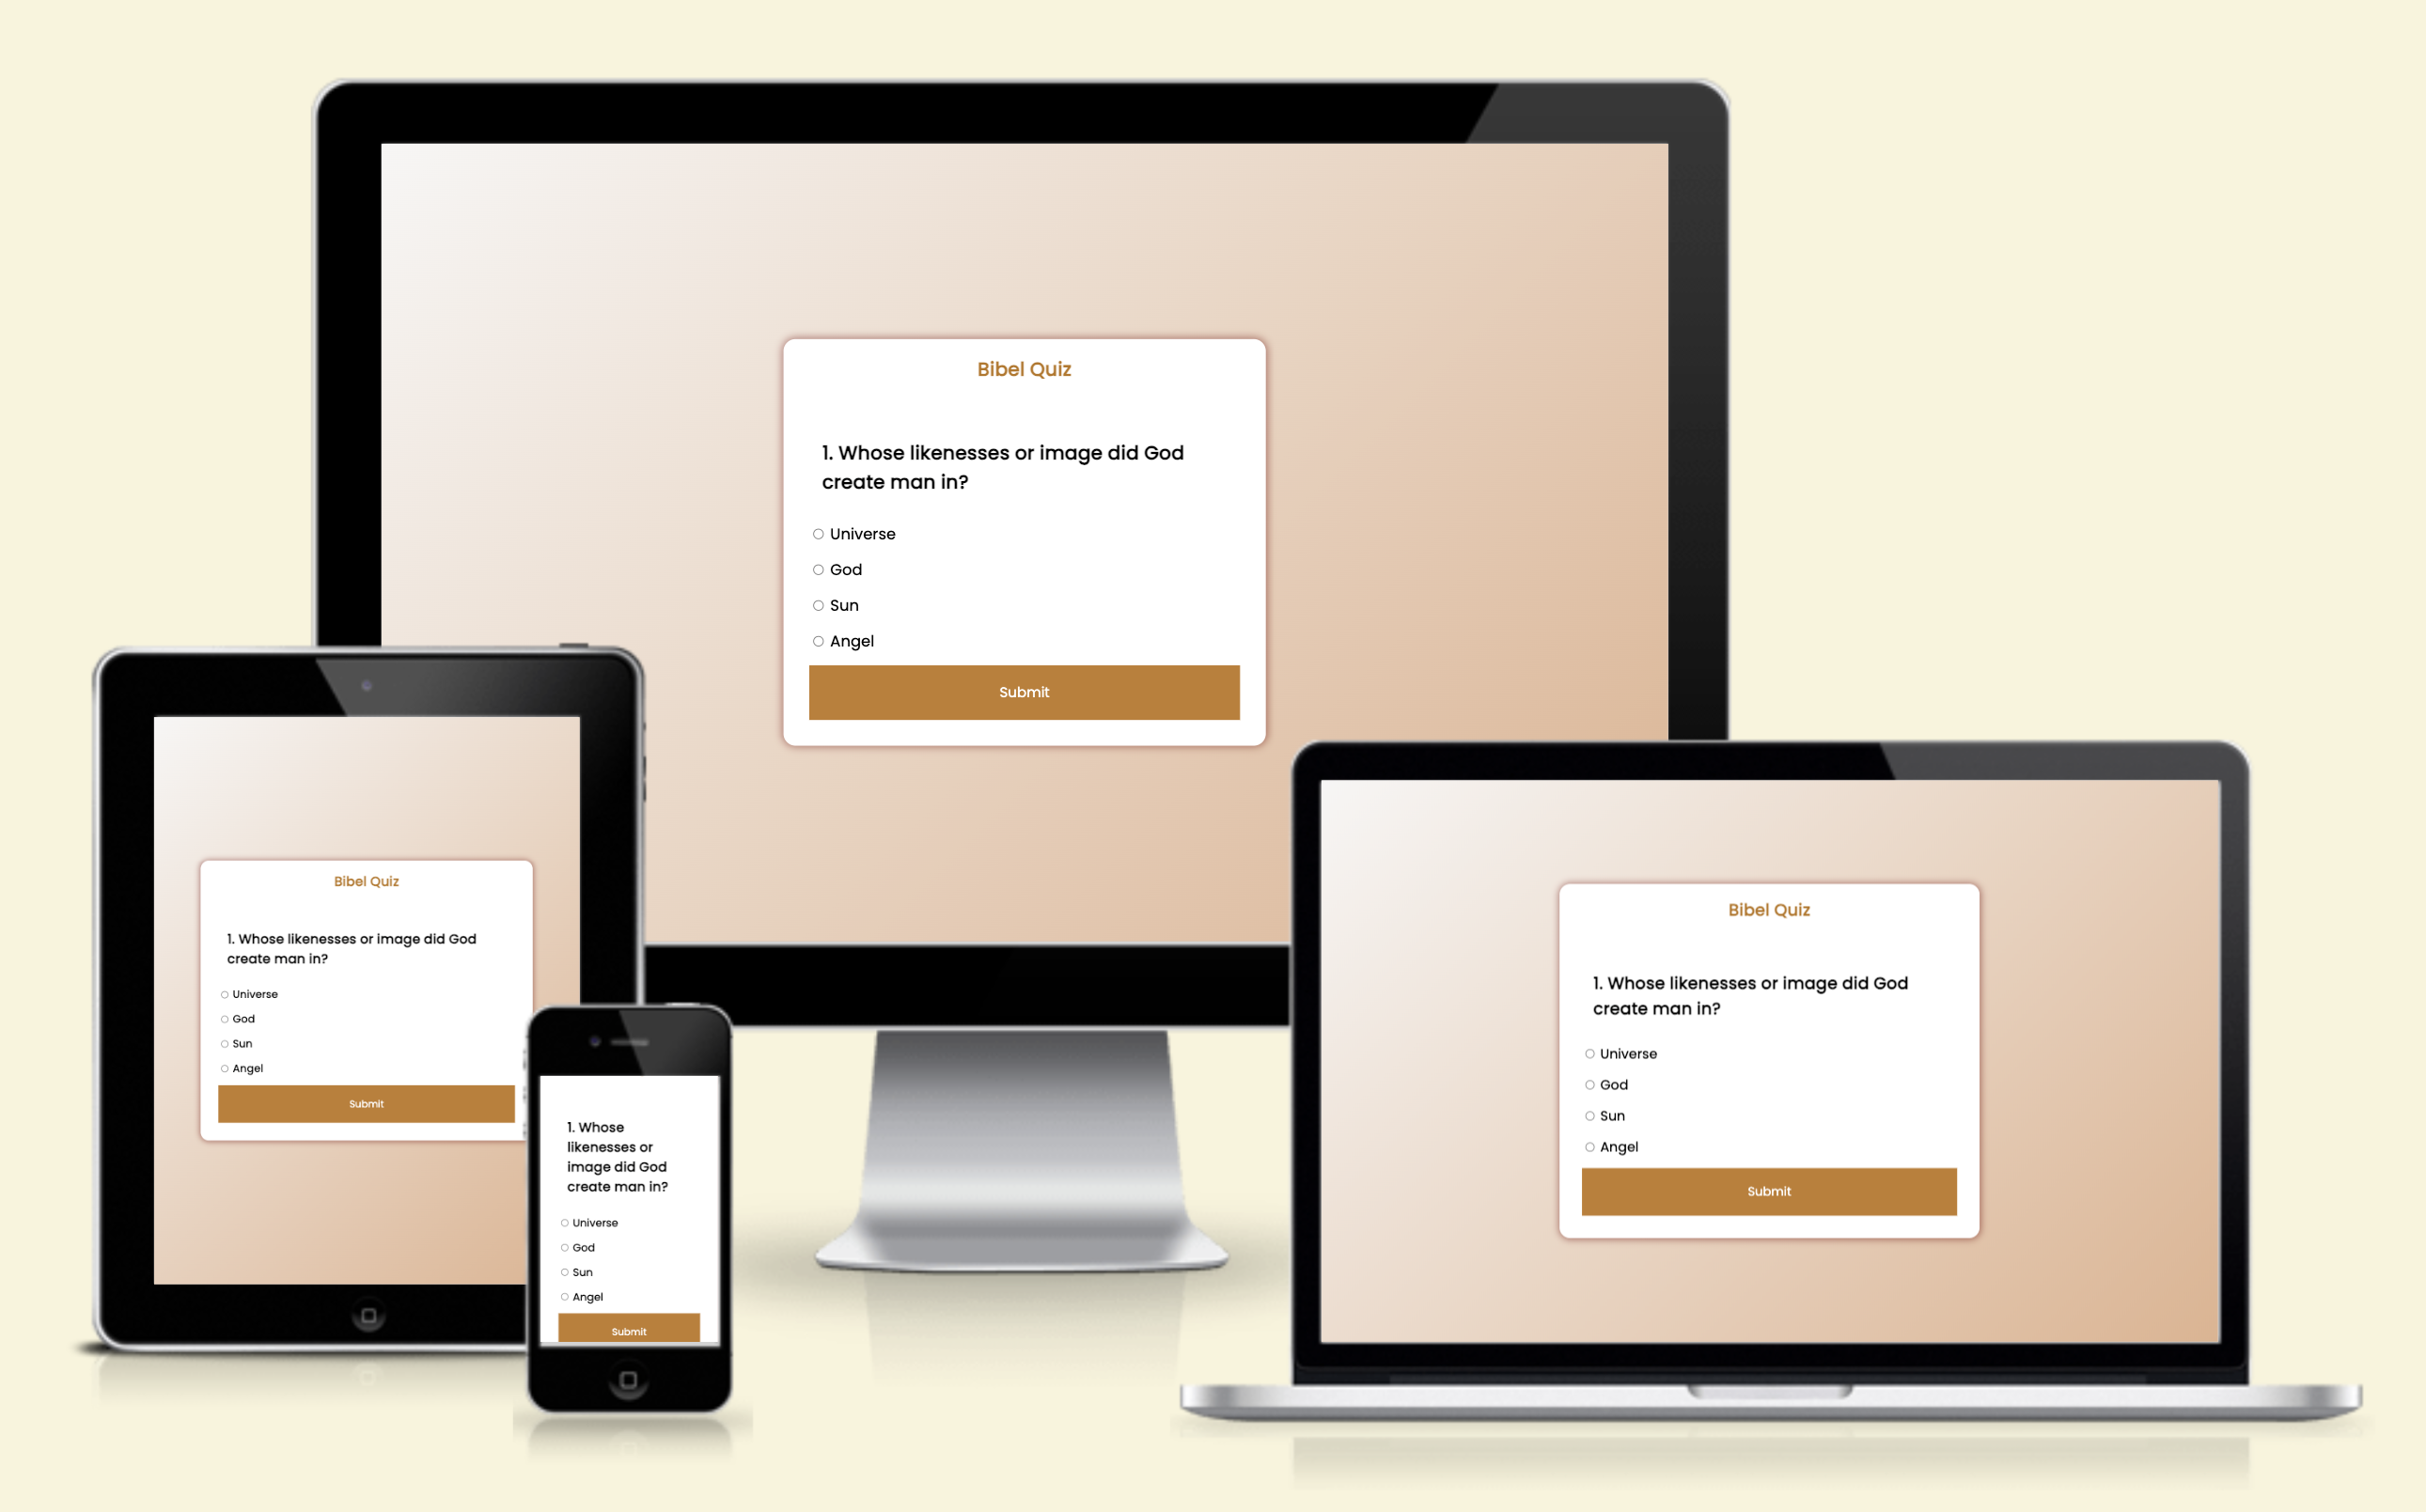 Bibel Quiz
1. Whose likenesses or image did God
create man in?
Universe
God
Sun
Angel
Submit
Bibel Quiz
1. Whose likenesses or image did God
create man in?
Universe
God
Sun
Angel
Submit
1. Whose
likenesses or
image did God
create man in?
Universe
God
Sun
Angel
Submit
Bibel Quiz
1. Whose likenesses or image did God
create man in?
Universe
God
Sun
Angel
Submit